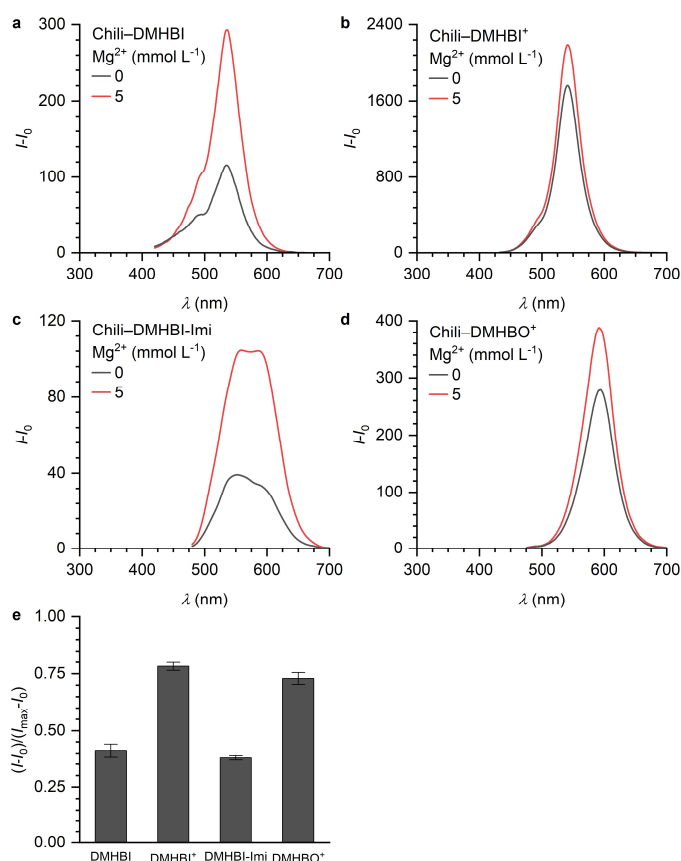 a
Chili–DMHBI
Mg²⁺ (mmol L⁻¹)
0
5
300
200
100
0
I-I₀
300 400 500 600 700
λ (nm)
b
Chili–DMHBI⁺
Mg²⁺ (mmol L⁻¹)
0
5
2400
1600
800
0
I-I₀
300 400 500 600 700
λ (nm)
c
Chili–DMHBI-Imi
Mg²⁺ (mmol L⁻¹)
0
5
120
80
40
0
I-I₀
300 400 500 600 700
λ (nm)
d
Chili–DMHBO⁺
Mg²⁺ (mmol L⁻¹)
0
5
400
300
200
100
0
I-I₀
300 400 500 600 700
λ (nm)
e
1.00
0.75
0.50
0.25
0.00
(I-I₀)/(Iₘₐₓ-I₀)
DMHBI DMHBI⁺ DMHBI-Imi DMHBO⁺